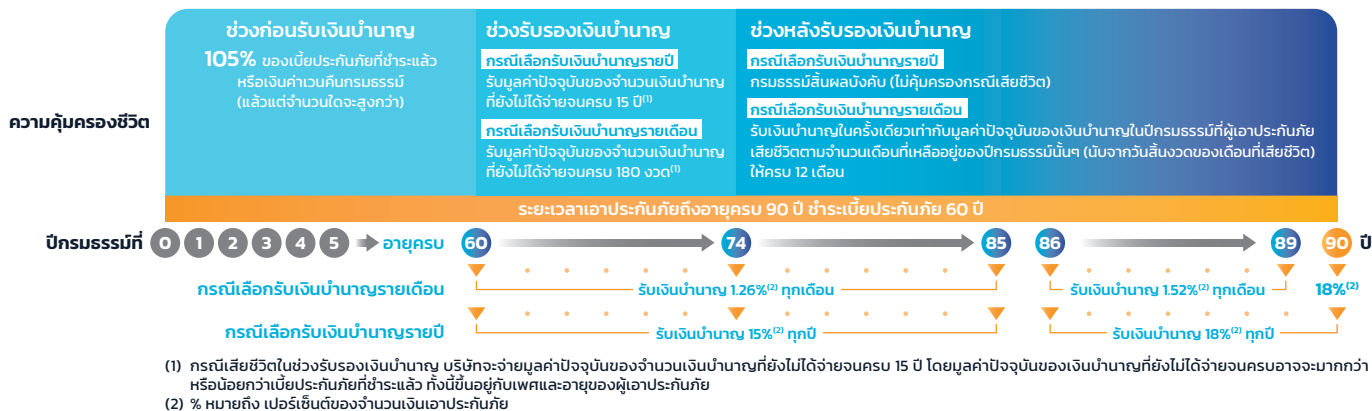 ช่วงก่อนรับเงินบำนาญ
105% ของเบี้ยประกันภัยที่ชำระแล้ว
หรือเงินค่าเวนคืนกรมธรรม์
(แล้วแต่จำนวนใดจะสูงกว่า)
ช่วงรับรองเงินบำนาญ
กรณีเลือกรับเงินบำนาญรายปี
รับมูลค่าปัจจุบันของจำนวนเงินบำนาญ
ที่ยังไม่ได้จ่ายจนครบ 15 ปี(1)
กรณีเลือกรับเงินบำนาญรายเดือน
รับมูลค่าปัจจุบันของจำนวนเงินบำนาญ
ที่ยังไม่ได้จ่ายจนครบ 180 งวด(1)
ช่วงหลังรับรองเงินบำนาญ
กรณีเลือกรับเงินบำนาญรายปี
กรมธรรม์สิ้นผลบังคับ (ไม่คุ้มครองกรณีเสียชีวิต)
กรณีเลือกรับเงินบำนาญรายเดือน
รับเงินบำนาญในครั้งเดียวเท่ากับมูลค่าปัจจุบันของเงินบำนาญในปีกรมธรรม์ที่ผู้เอาประกันภัย
เสียชีวิตตามจำนวนเดือนที่เหลืออยู่ของปีกรมธรรม์นั้นๆ (นับจากวันสิ้นงวดของเดือนที่เสียชีวิต)
ให้ครบ 12 เดือน
ความคุ้มครองชีวิต
ระยะเวลาเอาประกันภัยถึงอายุครบ 90 ปี ชำระเบี้ยประกันภัย 60 ปี
ปีกรมธรรม์ที่ 0 1 2 3 4 5 อายุครบ 60 74 85 86 89 90 ปี
กรณีเลือกรับเงินบำนาญรายเดือน รับเงินบำนาญ 1.26%(2) ทุกเดือน รับเงินบำนาญ 1.52%(2) ทุกเดือน 18%(2)
กรณีเลือกรับเงินบำนาญรายปี รับเงินบำนาญ 15%(2) ทุกปี รับเงินบำนาญ 18%(2) ทุกปี
(1) กรณีเสียชีวิตในช่วงรับรองเงินบำนาญ บริษัทจะจ่ายมูลค่าปัจจุบันของจำนวนเงินบำนาญที่ยังไม่ได้จ่ายจนครบ 15 ปี โดยมูลค่าปัจจุบันของเงินบำนาญที่ยังไม่ได้จ่ายจนครบอาจจะมากกว่า
หรือน้อยกว่าเบี้ยประกันภัยที่ชำระแล้ว ทั้งนี้ขึ้นอยู่กับเพศและอายุของผู้เอาประกันภัย
(2) % หมายถึง เปอร์เซ็นต์ของจำนวนเงินเอาประกันภัย